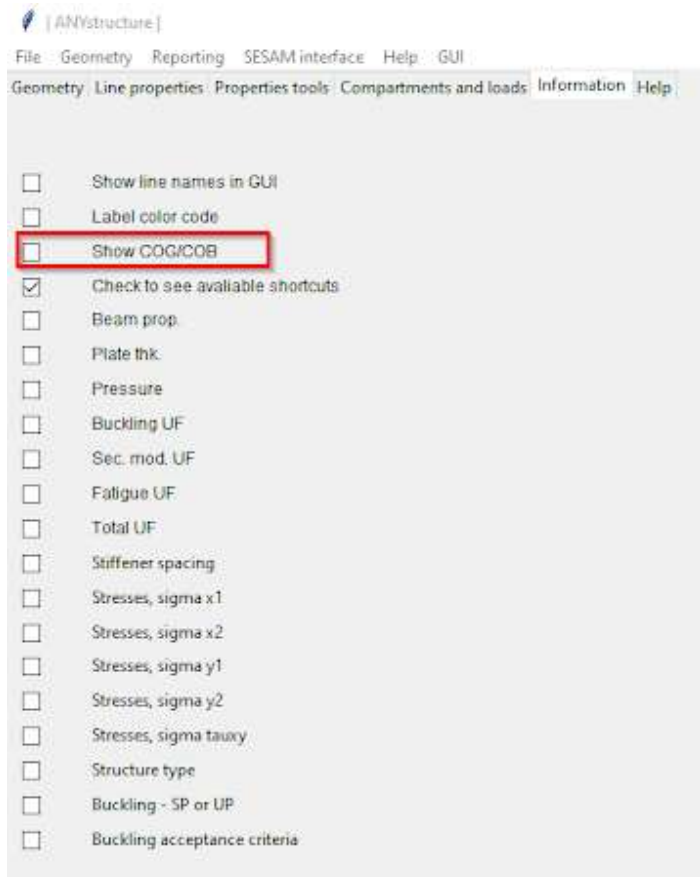 | ANYstructure |
File Geometry Reporting SESAM interface Help GUI
Geometry Line properties Properties tools Compartments and loads Information Help
Show line names in GUI
Label color code
Show COG/COB
Check to see avaliable shortcuts
Beam prop.
Plate thk.
Pressure
Buckling UF
Sec. mod. UF
Fatigue UF
Total UF
Stiffener spacing
Stresses, sigma x1
Stresses, sigma x2
Stresses, sigma y1
Stresses, sigma y2
Stresses, sigma tauxy
Structure type
Buckling - SP or UP
Buckling acceptance criteria